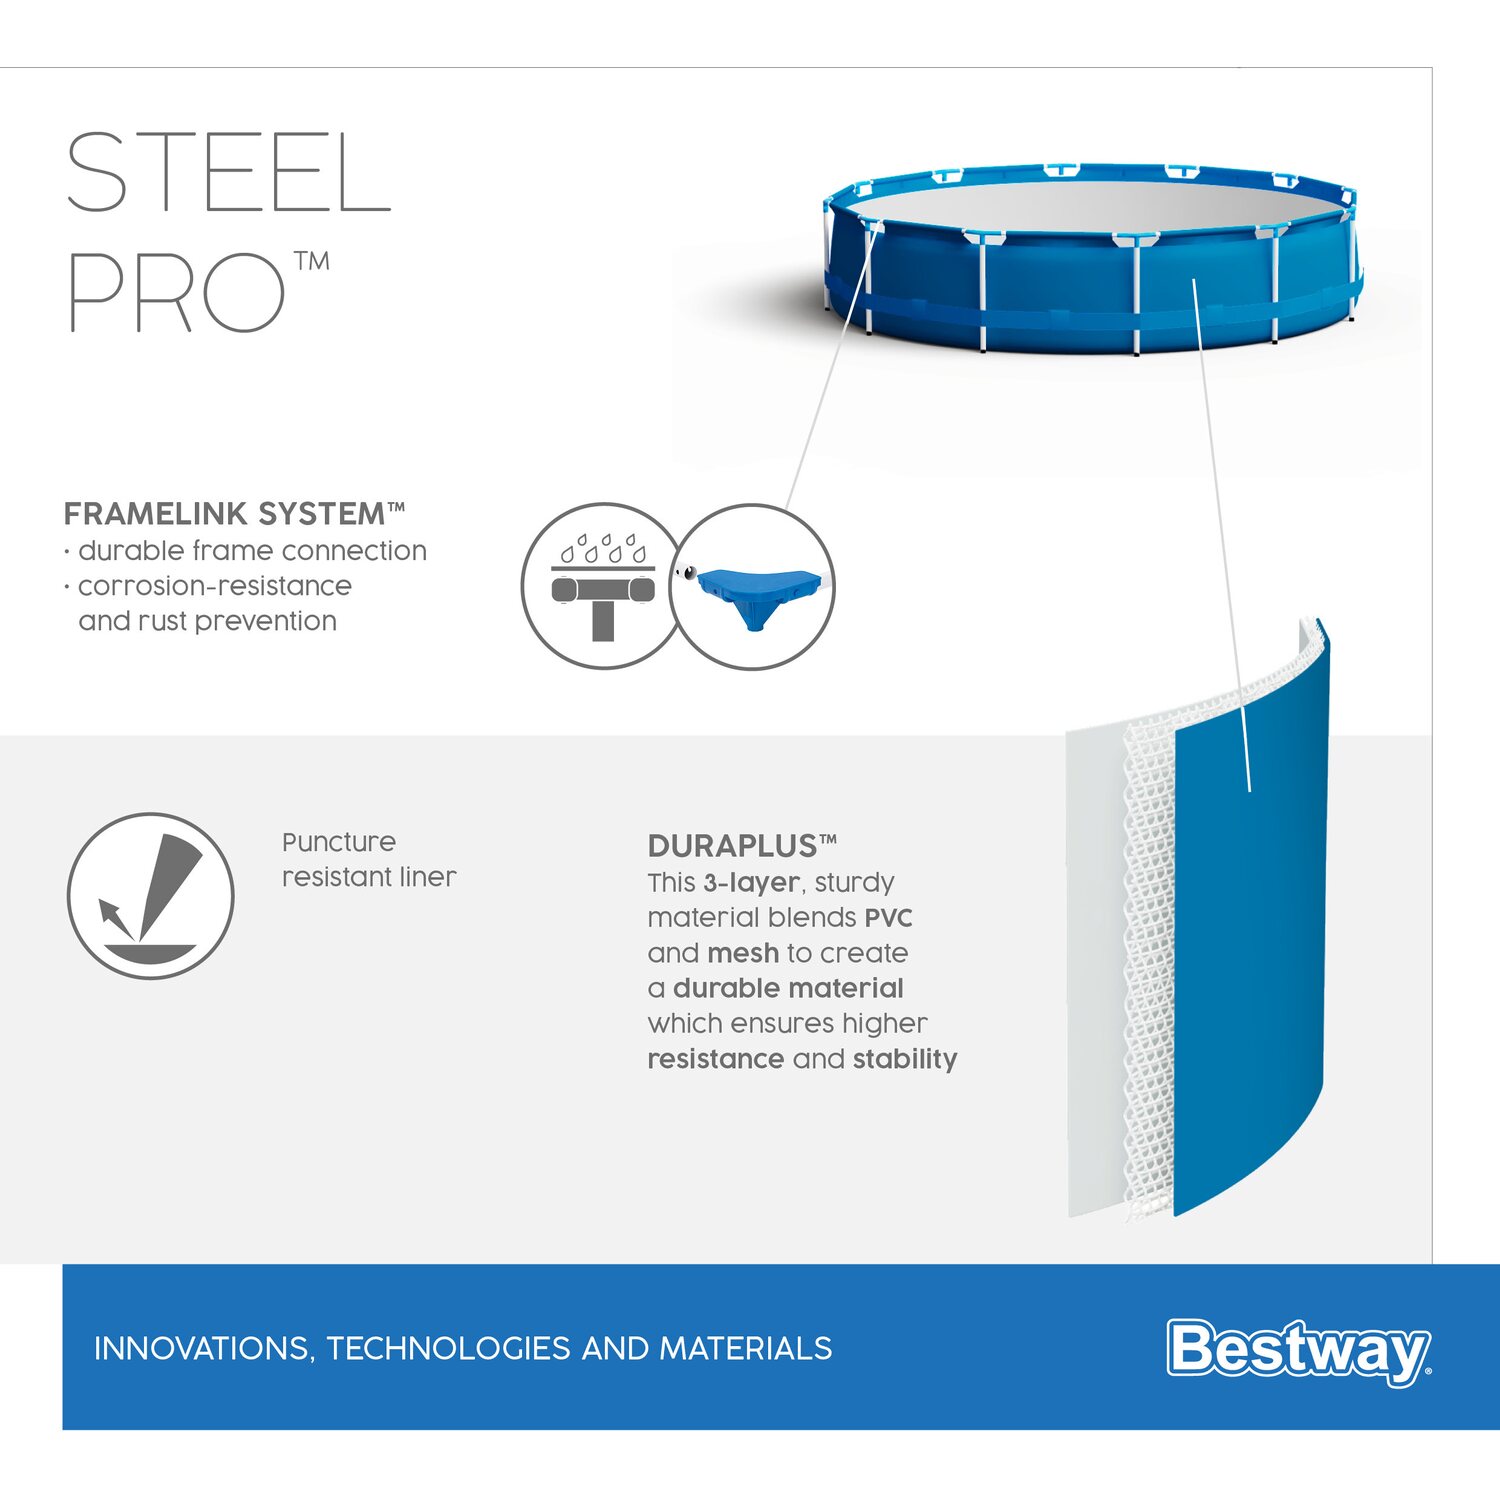 STEEL
PRO™
FRAMELINK SYSTEM™
· durable frame connection
· corrosion-resistance
and rust prevention
Puncture
resistant liner
DURAPLUS™
This 3-layer, sturdy
material blends PVC
and mesh to create
a durable material
which ensures higher
resistance and stability
INNOVATIONS, TECHNOLOGIES AND MATERIALS
Bestway®